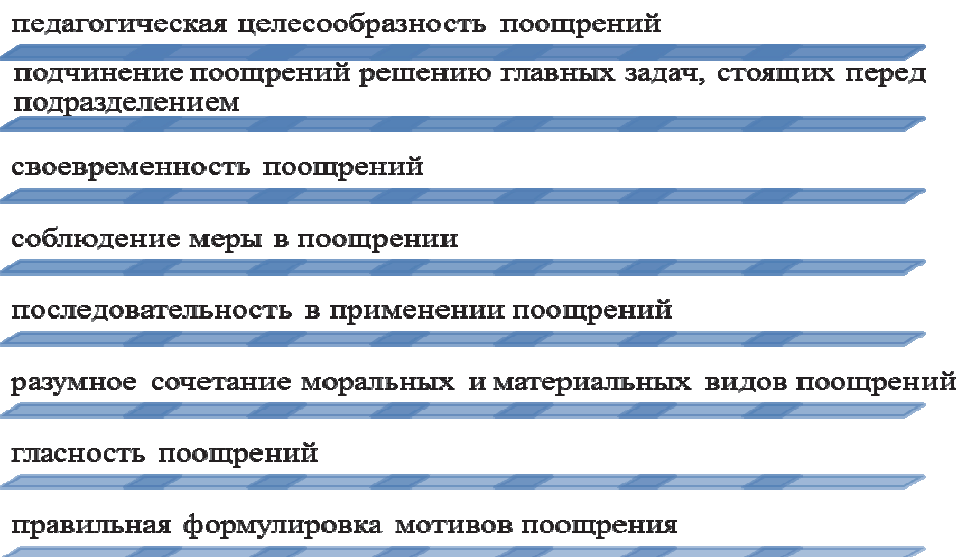 педагогическая целесообразность поощрений
подчинение поощрений решению главных задач, стоящих перед
подразделением
своевременность поощрений
соблюдение меры в поощрении
последовательность в применении поощрений
разумное сочетание моральных и материальных видов поощрений
гласность поощрений
правильная формулировка мотивов поощрения